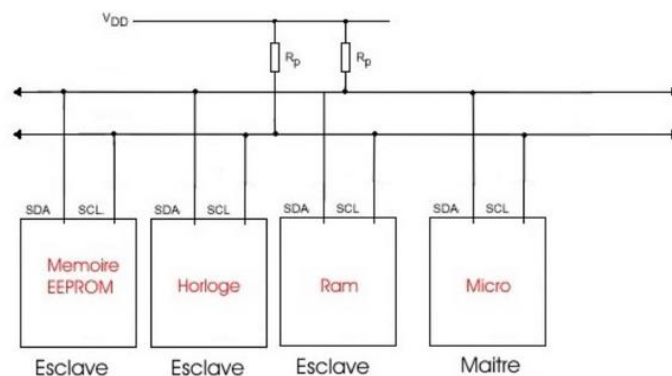 VDD
Rp Rp
SDA SCL. SDA SCL SDA SCL SDA SCL
Memoire
EEPROM
Horloge
Ram
Micro
Esclave Esclave Esclave Maitre